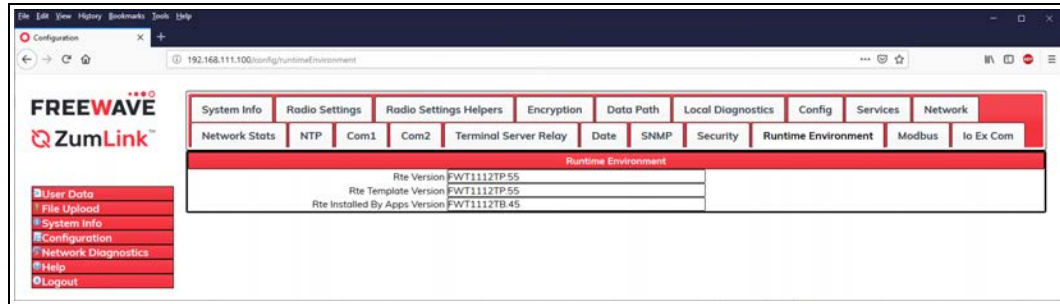 File Edit View History Bookmarks Tools Help
Configuration
192.168.111.100/config/runtimeEnvironment
FREEWAVE
ZumLink™
System Info Radio Settings Radio Settings Helpers Encryption Data Path Local Diagnostics Config Services Network
Network Stats NTP Com1 Com2 Terminal Server Relay Date SNMP Security Runtime Environment Modbus Io Ex Com
Runtime Environment
Rte Version FWT1112TP.55
Rte Template Version FWT1112TP.55
Rte Installed By Apps Version FWT1112TB.45
User Data
File Upload
System Info
Configuration
Network Diagnostics
Help
Logout